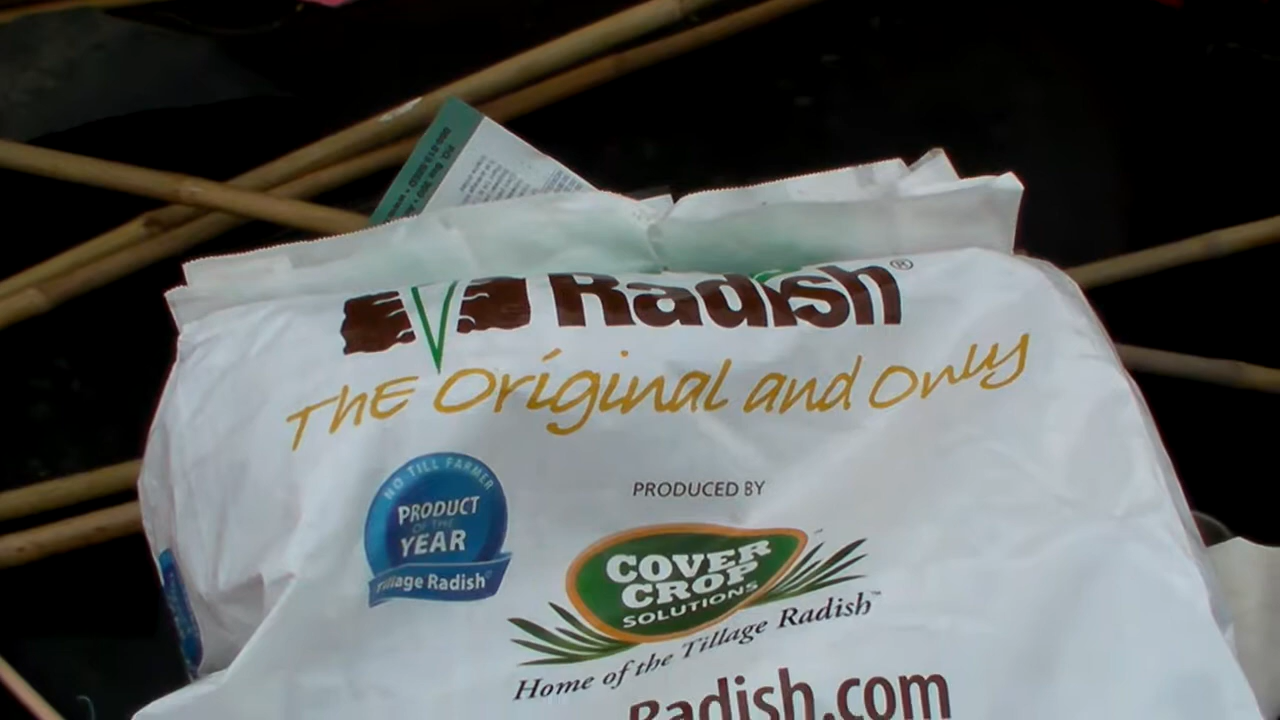 Radish®
ThE Original and Only
NO TILL FARMER
PRODUCT
OF THE
YEAR
Tillage Radish®
PRODUCED BY
COVER
CROP
SOLUTIONS
Home of the Tillage Radish™
Radish.com